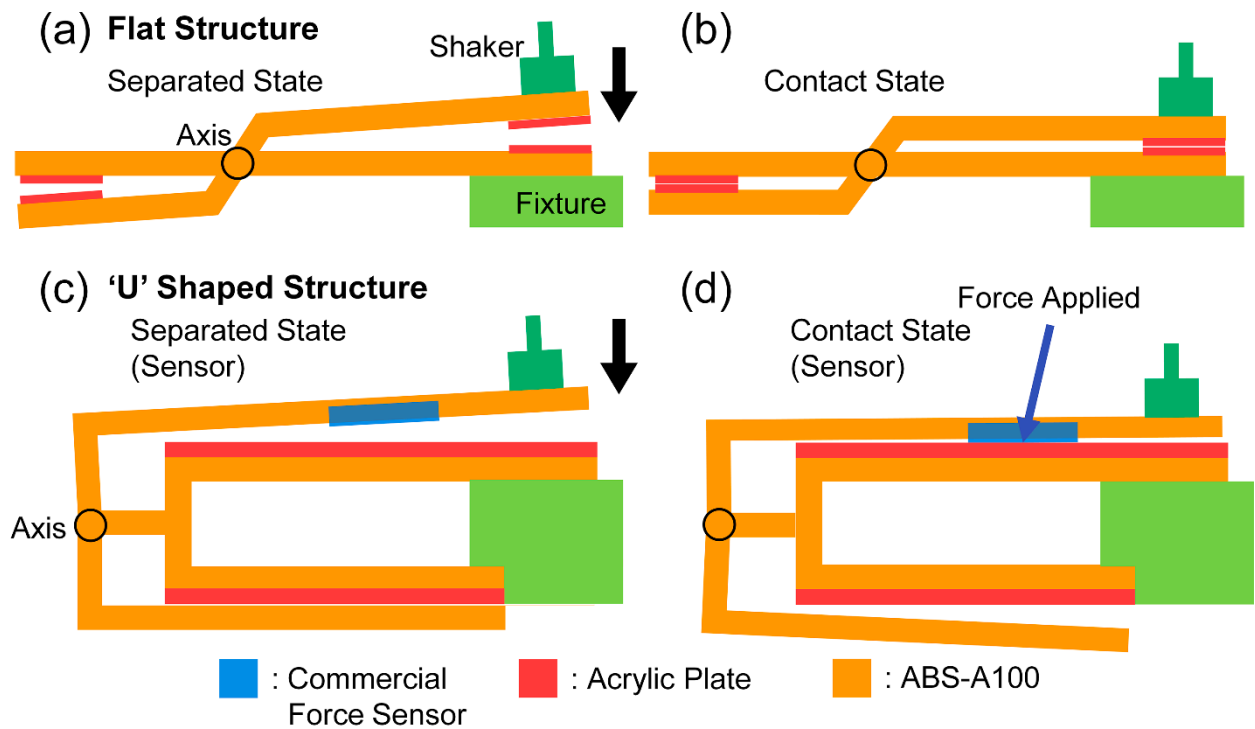 (a) Flat Structure
Separated State
Shaker
Axis
Fixture
(b)
Contact State
(c) ‘U’ Shaped Structure
Separated State
(Sensor)
Axis
(d)
Force Applied
Contact State
(Sensor)
: Commercial
Force Sensor
: Acrylic Plate
: ABS-A100